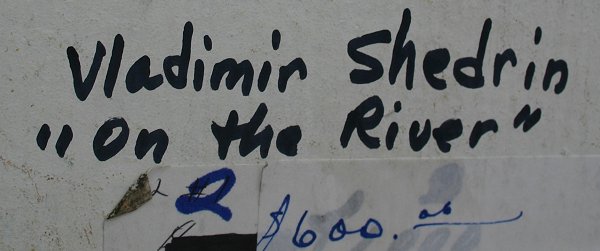 Vladimir Shedrin
"On the River"
2 $600.00